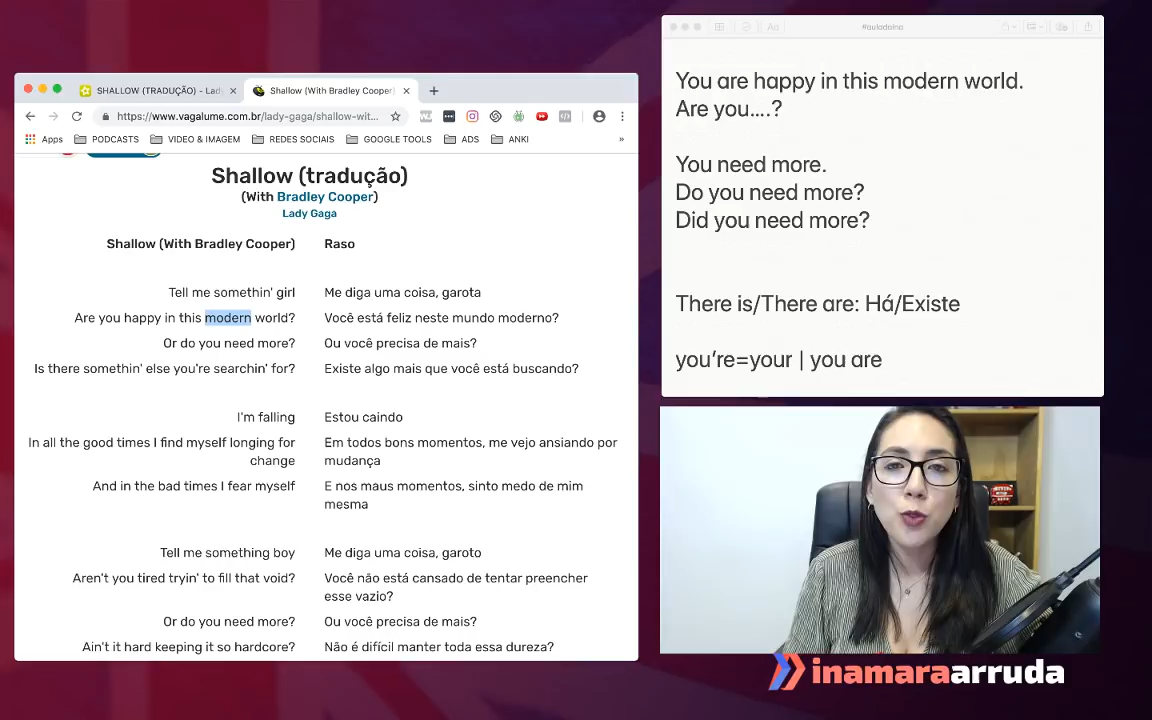 SHALLOW (TRADUÇÃO) - Lad
Shallow (With Bradley Cooper)
https://www.vagalume.com.br/lady-gaga/shallow-wit...
Apps
PODCASTS
VIDEO & IMAGEM
REDES SOCIAIS
GOOGLE TOOLS
ADS
ANKI
»
Shallow (tradução)
(With Bradley Cooper)
Lady Gaga
Shallow (With Bradley Cooper)
Raso
Tell me somethin' girl
Me diga uma coisa, garota
Are you happy in this modern world?
Você está feliz neste mundo moderno?
Or do you need more?
Ou você precisa de mais?
Is there somethin' else you're searchin' for?
Existe algo mais que você está buscando?
I'm falling
Estou caindo
In all the good times I find myself longing for
change
Em todos bons momentos, me vejo ansiando por
mudança
And in the bad times I fear myself
E nos maus momentos, sinto medo de mim
mesma
Tell me something boy
Me diga uma coisa, garoto
Aren't you tired tryin' to fill that void?
Você não está cansado de tentar preencher
esse vazio?
Or do you need more?
Ou você precisa de mais?
Ain't it hard keeping it so hardcore?
Não é difícil manter toda essa dureza?
Aa
#auladaina
You are happy in this modern world.
Are you....?
You need more.
Do you need more?
Did you need more?
There is/There are: Há/Existe
you're=your | you are
inamaraarruda